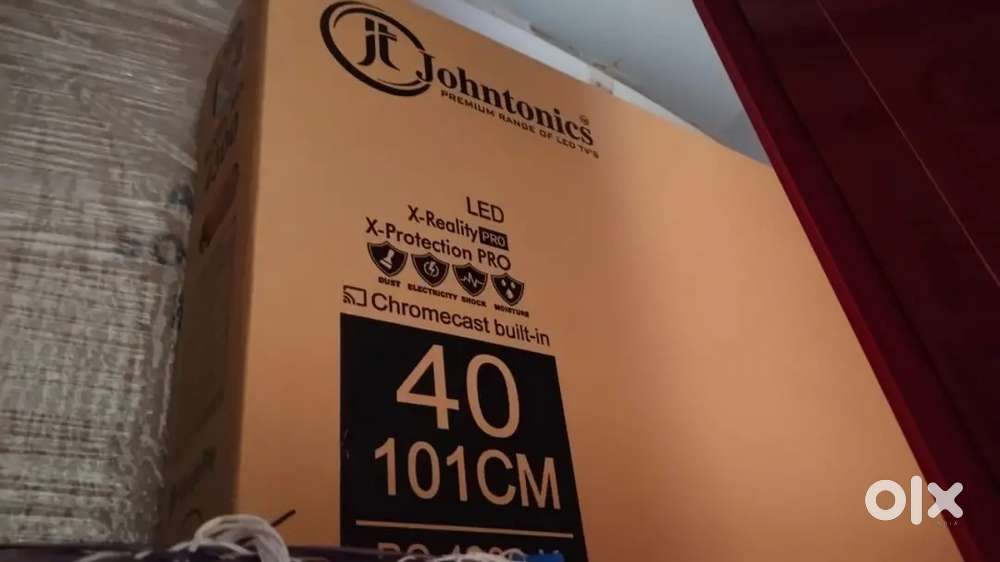 jt Johntonics
PREMIUM RANGE OF LED TV'S
LED
X-Reality PRO
X-Protection PRO
DUST ELECTRICITY SHOCK MOISTURE
Chromecast built-in
40
101CM
olx